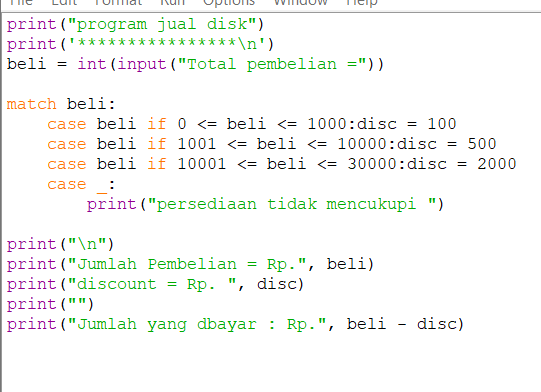 File Edit Format Run Options Window Help
print("program jual disk")
print('****************\n')
beli = int(input("Total pembelian ="))
match beli:
    case beli if 0 <= beli <= 1000:disc = 100
    case beli if 1001 <= beli <= 10000:disc = 500
    case beli if 10001 <= beli <= 30000:disc = 2000
    case _:
        print("persediaan tidak mencukupi ")
print("\n")
print("Jumlah Pembelian = Rp.", beli)
print("discount = Rp. ", disc)
print("")
print("Jumlah yang dbayar : Rp.", beli - disc)